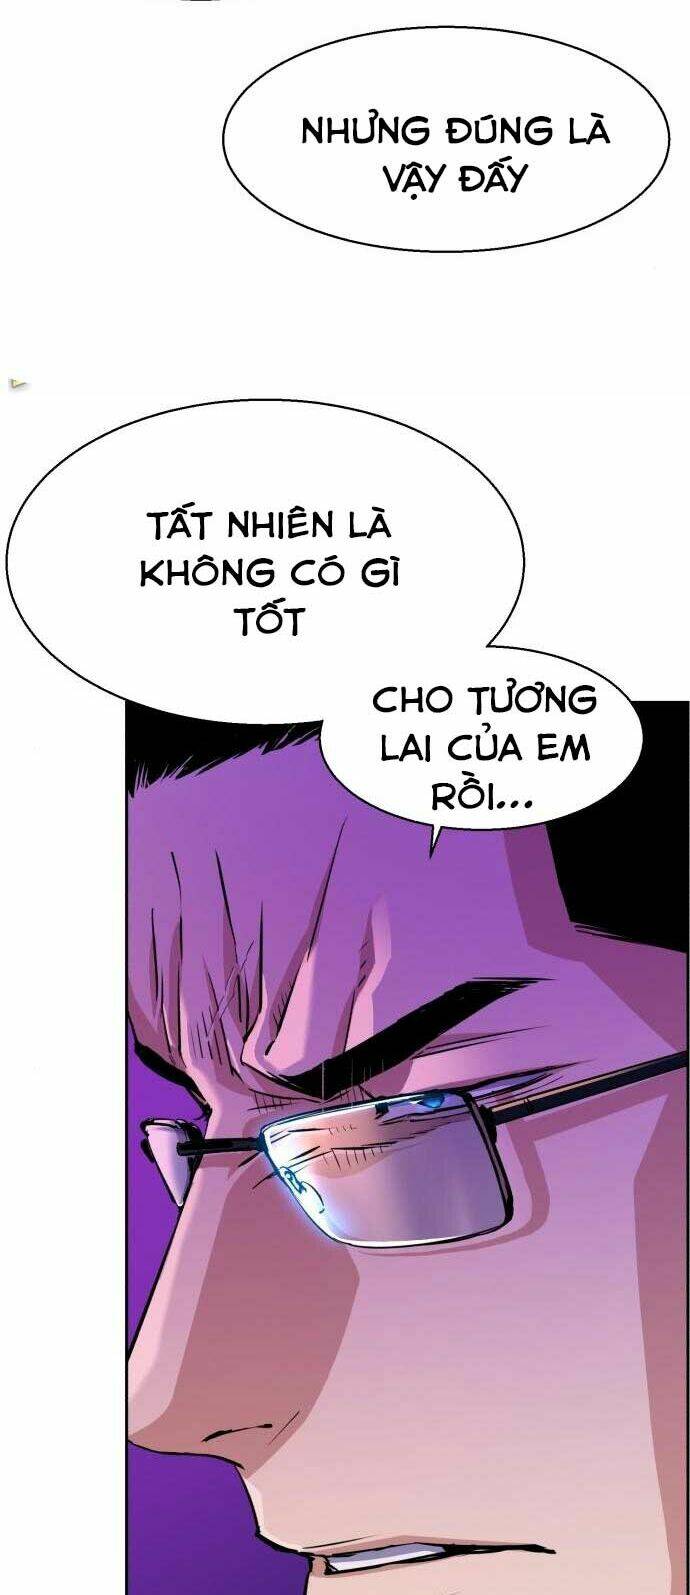 NHƯNG ĐÚNG LÀ
VẬY ĐẤY
TẤT NHIÊN LÀ
KHÔNG CÓ GÌ
TỐT
CHO TƯƠNG
LAI CỦA EM
RỒI...